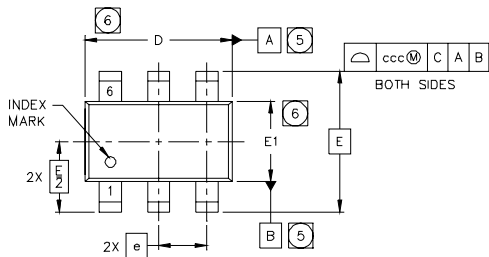 6
D
A 5
⌓ ccc Ⓜ C A B
BOTH SIDES
6
INDEX
MARK
E1
6
E
2X E/2
1
B 5
2X e